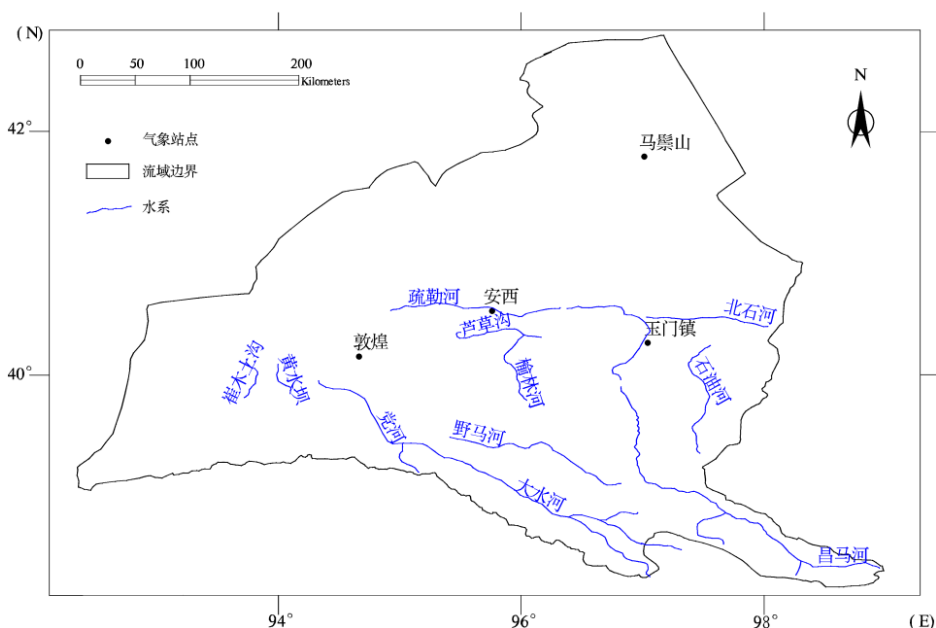 (N)
0 50 100 200
Kilometers
N
42°
气象站点
马鬃山
流域边界
水系
疏勒河
安西
北石河
芦草沟
玉门镇
敦煌
崔木土沟
黄水坝
榆林河
石油河
40°
党河
野马河
大水河
昌马河
94°
96°
98°
(E)